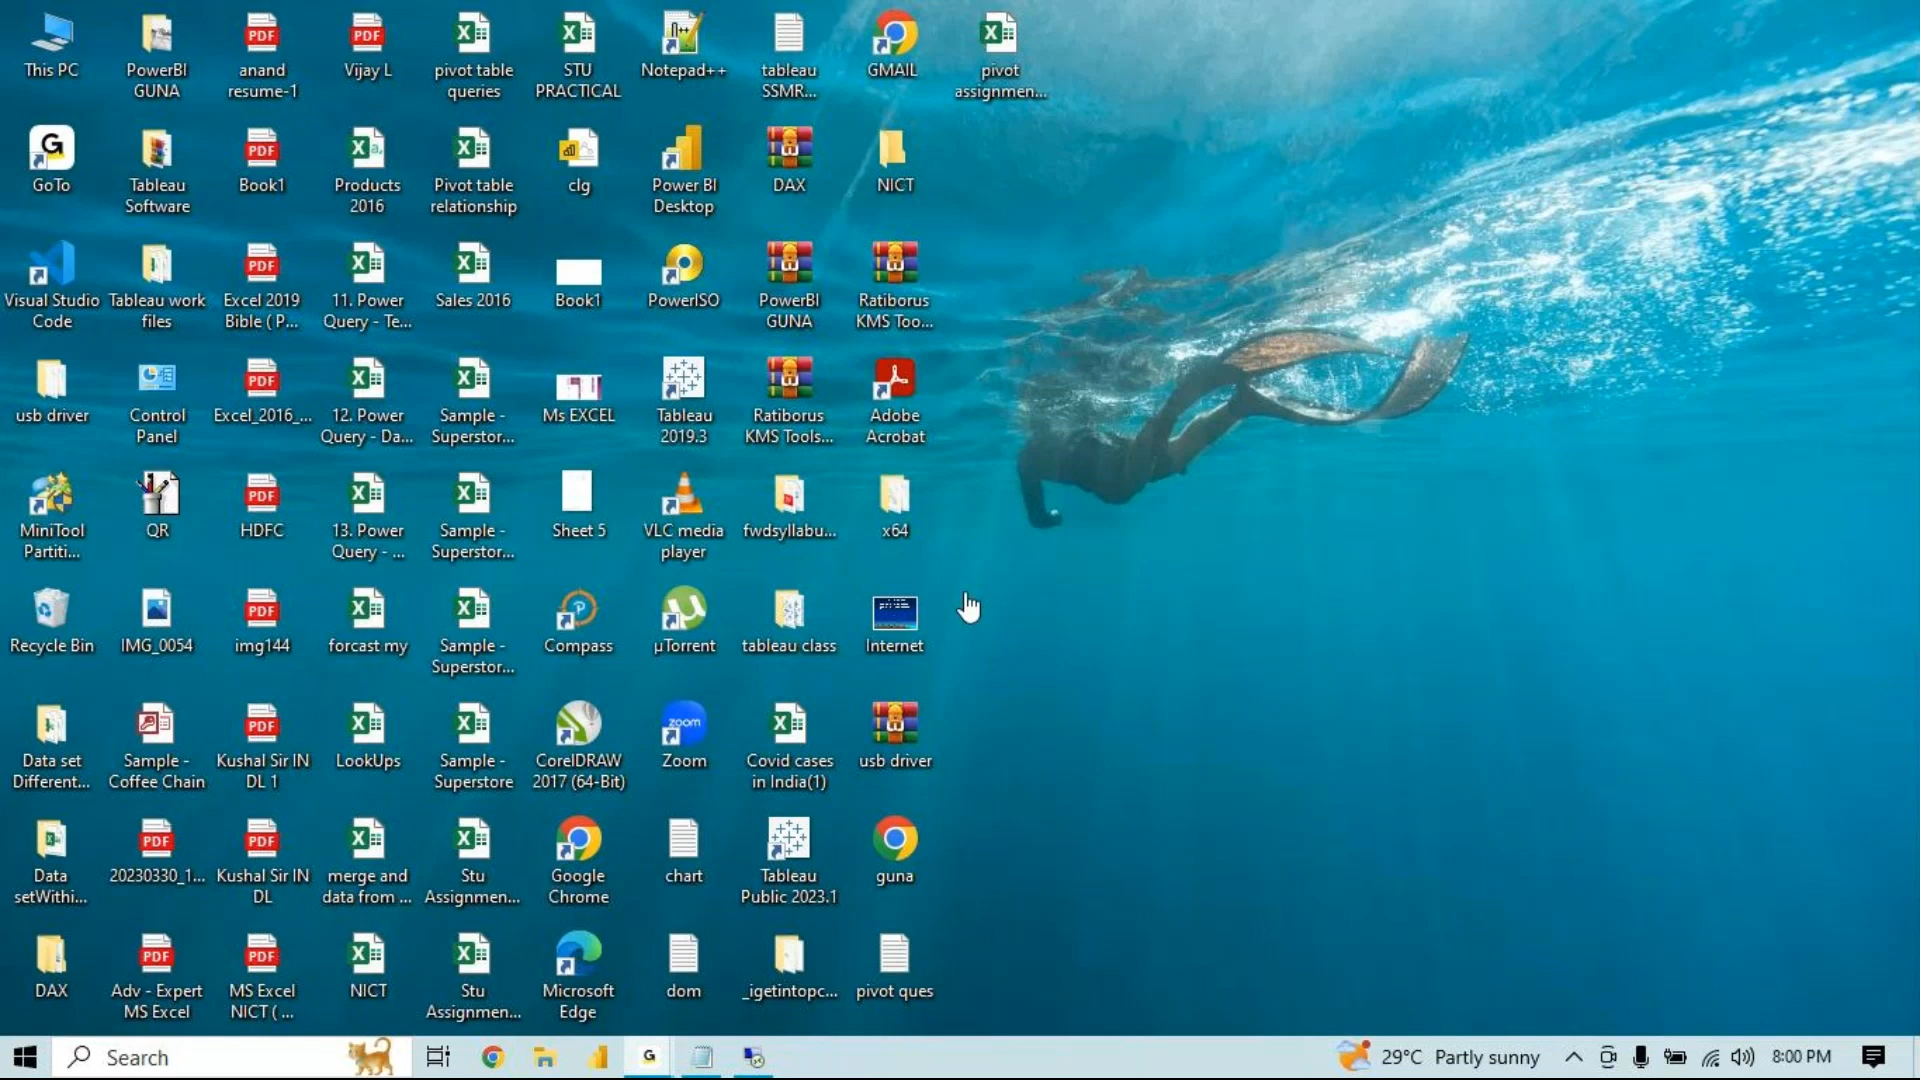 This PC
PowerBI
GUNA
anand
resume-1
Vijay L
pivot table
queries
STU
PRACTICAL
Notepad++
tableau
SSMR...
GMAIL
pivot
assignmen...
GoTo
Tableau
Software
Book1
Products
2016
Pivot table
relationship
clg
Power BI
Desktop
DAX
NICT
Visual Studio
Code
Tableau work
files
Excel 2019
Bible ( P...
11. Power
Query - Te...
Sales 2016
Book1
PowerISO
PowerBI
GUNA
Ratiborus
KMS Too...
usb driver
Control
Panel
Excel_2016_...
12. Power
Query - Da...
Sample -
Superstor...
Ms EXCEL
Tableau
2019.3
Ratiborus
KMS Tools...
Adobe
Acrobat
MiniTool
Partiti...
QR
HDFC
13. Power
Query - ...
Sample -
Superstor...
Sheet 5
VLC media
player
fwdsyllabu...
x64
Recycle Bin
IMG_0054
img144
forcast my
Sample -
Superstor...
Compass
µTorrent
tableau class
Internet
Data set
Different...
Sample -
Coffee Chain
Kushal Sir IN
DL 1
LookUps
Sample -
Superstore
CorelDRAW
2017 (64-Bit)
Zoom
Covid cases
in India(1)
usb driver
Data
setWithi...
20230330_1...
Kushal Sir IN
DL
merge and
data from ...
Stu
Assignmen...
Google
Chrome
chart
Tableau
Public 2023.1
guna
DAX
Adv - Expert
MS Excel
MS Excel
NICT ( ...
NICT
Stu
Assignmen...
Microsoft
Edge
dom
_igetintopc...
pivot ques
Search
29°C Partly sunny
8:00 PM